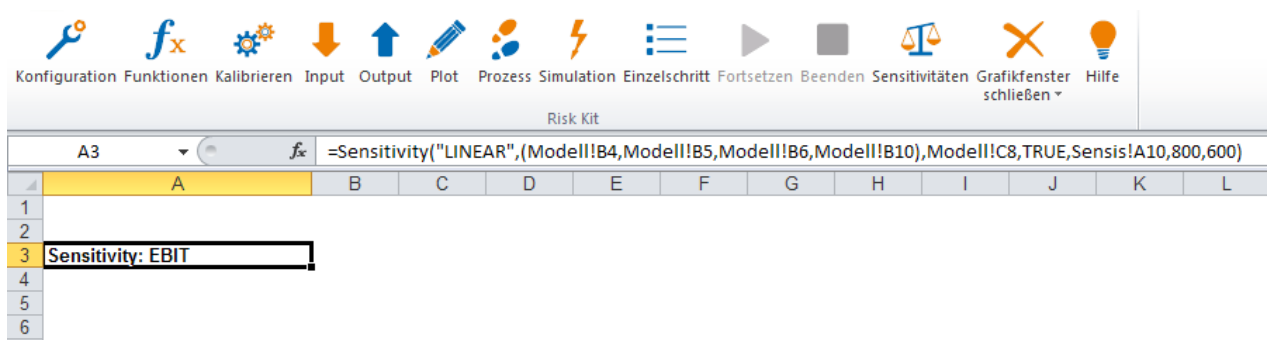 Konfiguration Funktionen Kalibrieren Input Output Plot Prozess Simulation Einzelschritt Fortsetzen Beenden Sensitivitäten Grafikfenster schließen Hilfe
Risk Kit
A3 fx =Sensitivity("LINEAR",(Modell!B4,Modell!B5,Modell!B6,Modell!B10),Modell!C8,TRUE,Sensis!A10,800,600)
A B C D E F G H I J K L
1
2
3 Sensitivity: EBIT
4
5
6